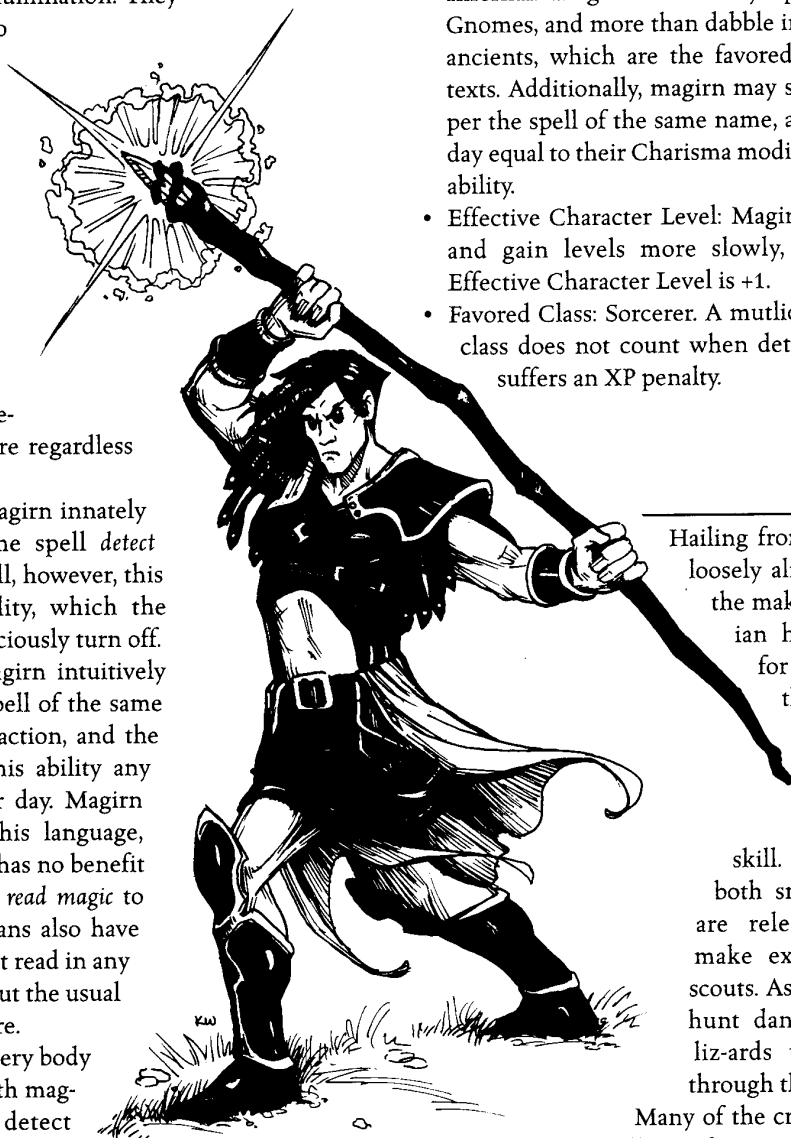 umination. They
re regardless
agirn innately
ne spell detect
ll, however, this
lity, which the
ciously turn off.
girn intuitively
pell of the same
action, and the
his ability any
r day. Magirn
his language,
has no benefit
read magic to
ans also have
t read in any
ut the usual
re.
ery body
th mag-
detect
KW
Gnomes, and more than dabble i
ancients, which are the favored
texts. Additionally, magirn may s
per the spell of the same name, a
day equal to their Charisma modi
ability.
• Effective Character Level: Magir
and gain levels more slowly,
Effective Character Level is +1.
• Favored Class: Sorcerer. A mutlic
class does not count when det
suffers an XP penalty.
Hailing fro
loosely ali
the mak
ian h
for
th
skill.
both sn
are rele
make ex
scouts. As
hunt dan
liz-ards
through th
Many of the cr